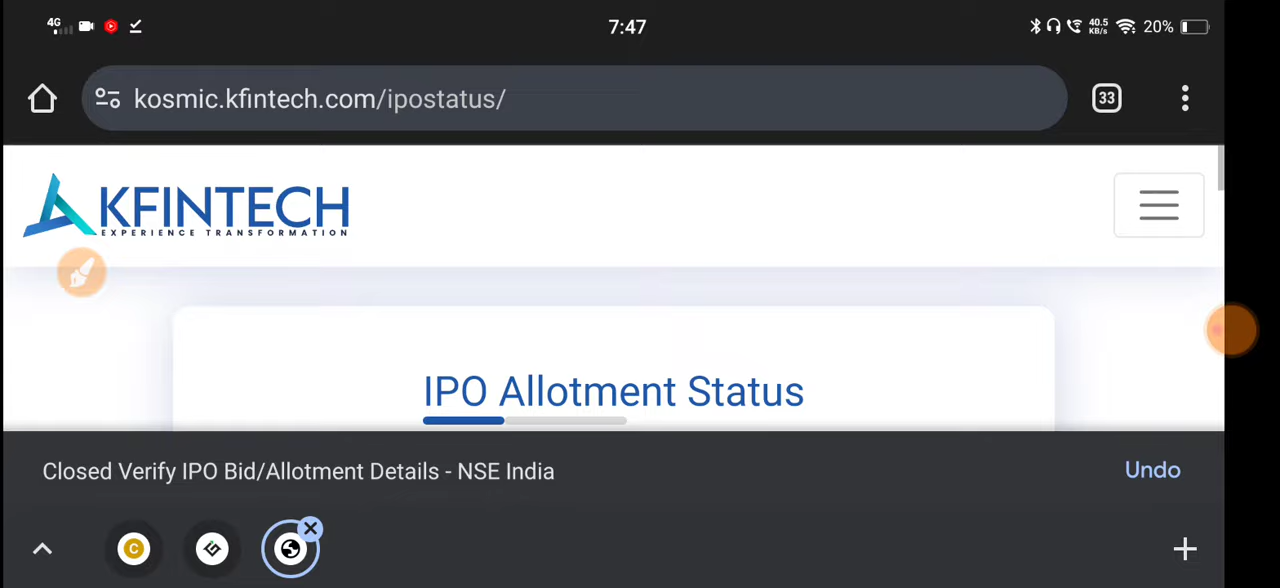 4G 7:47 40.5 KB/s 20%
kosmic.kfintech.com/ipostatus/ 33
KFINTECH
EXPERIENCE TRANSFORMATION
IPO Allotment Status
Closed Verify IPO Bid/Allotment Details - NSE India Undo
C